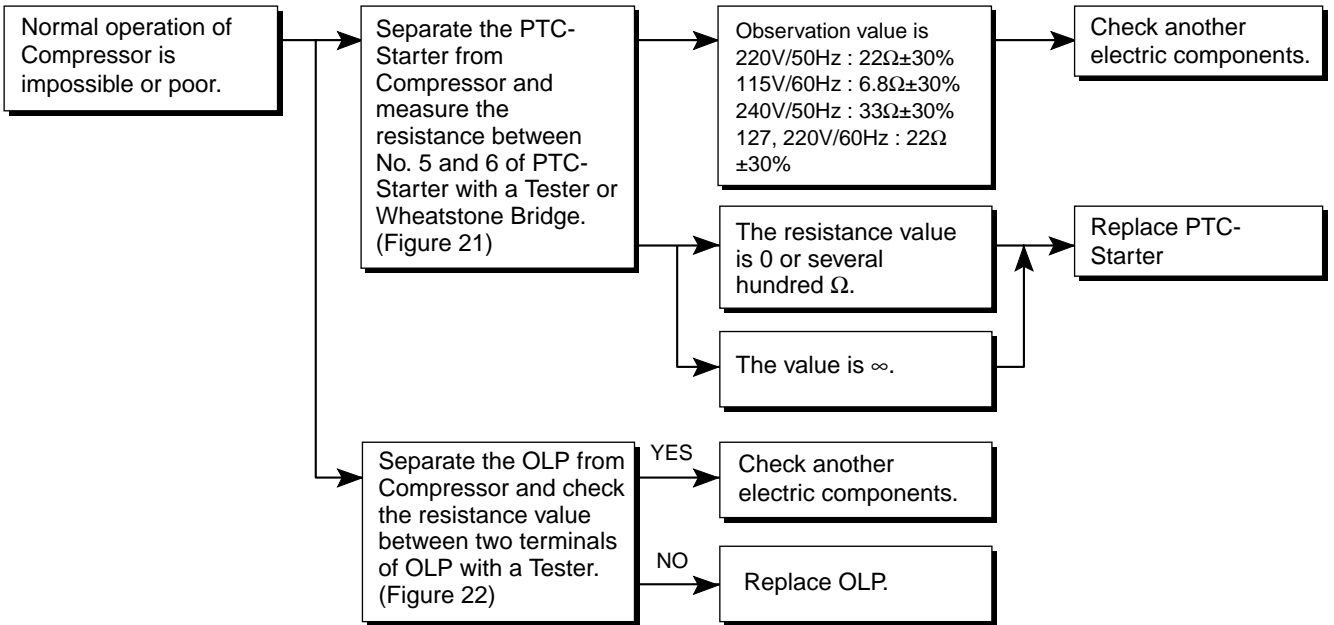 Normal operation of
Compressor is
impossible or poor.
Separate the PTC-
Starter from
Compressor and
measure the
resistance between
No. 5 and 6 of PTC-
Starter with a Tester or
Wheatstone Bridge.
(Figure 21)
Observation value is
220V/50Hz : 22Ω±30%
115V/60Hz : 6.8Ω±30%
240V/50Hz : 33Ω±30%
127, 220V/60Hz : 22Ω
±30%
Check another
electric components.
The resistance value
is 0 or several
hundred Ω.
Replace PTC-
Starter
The value is ∞.
Separate the OLP from
Compressor and check
the resistance value
between two terminals
of OLP with a Tester.
(Figure 22)
YES
Check another
electric components.
NO
Replace OLP.